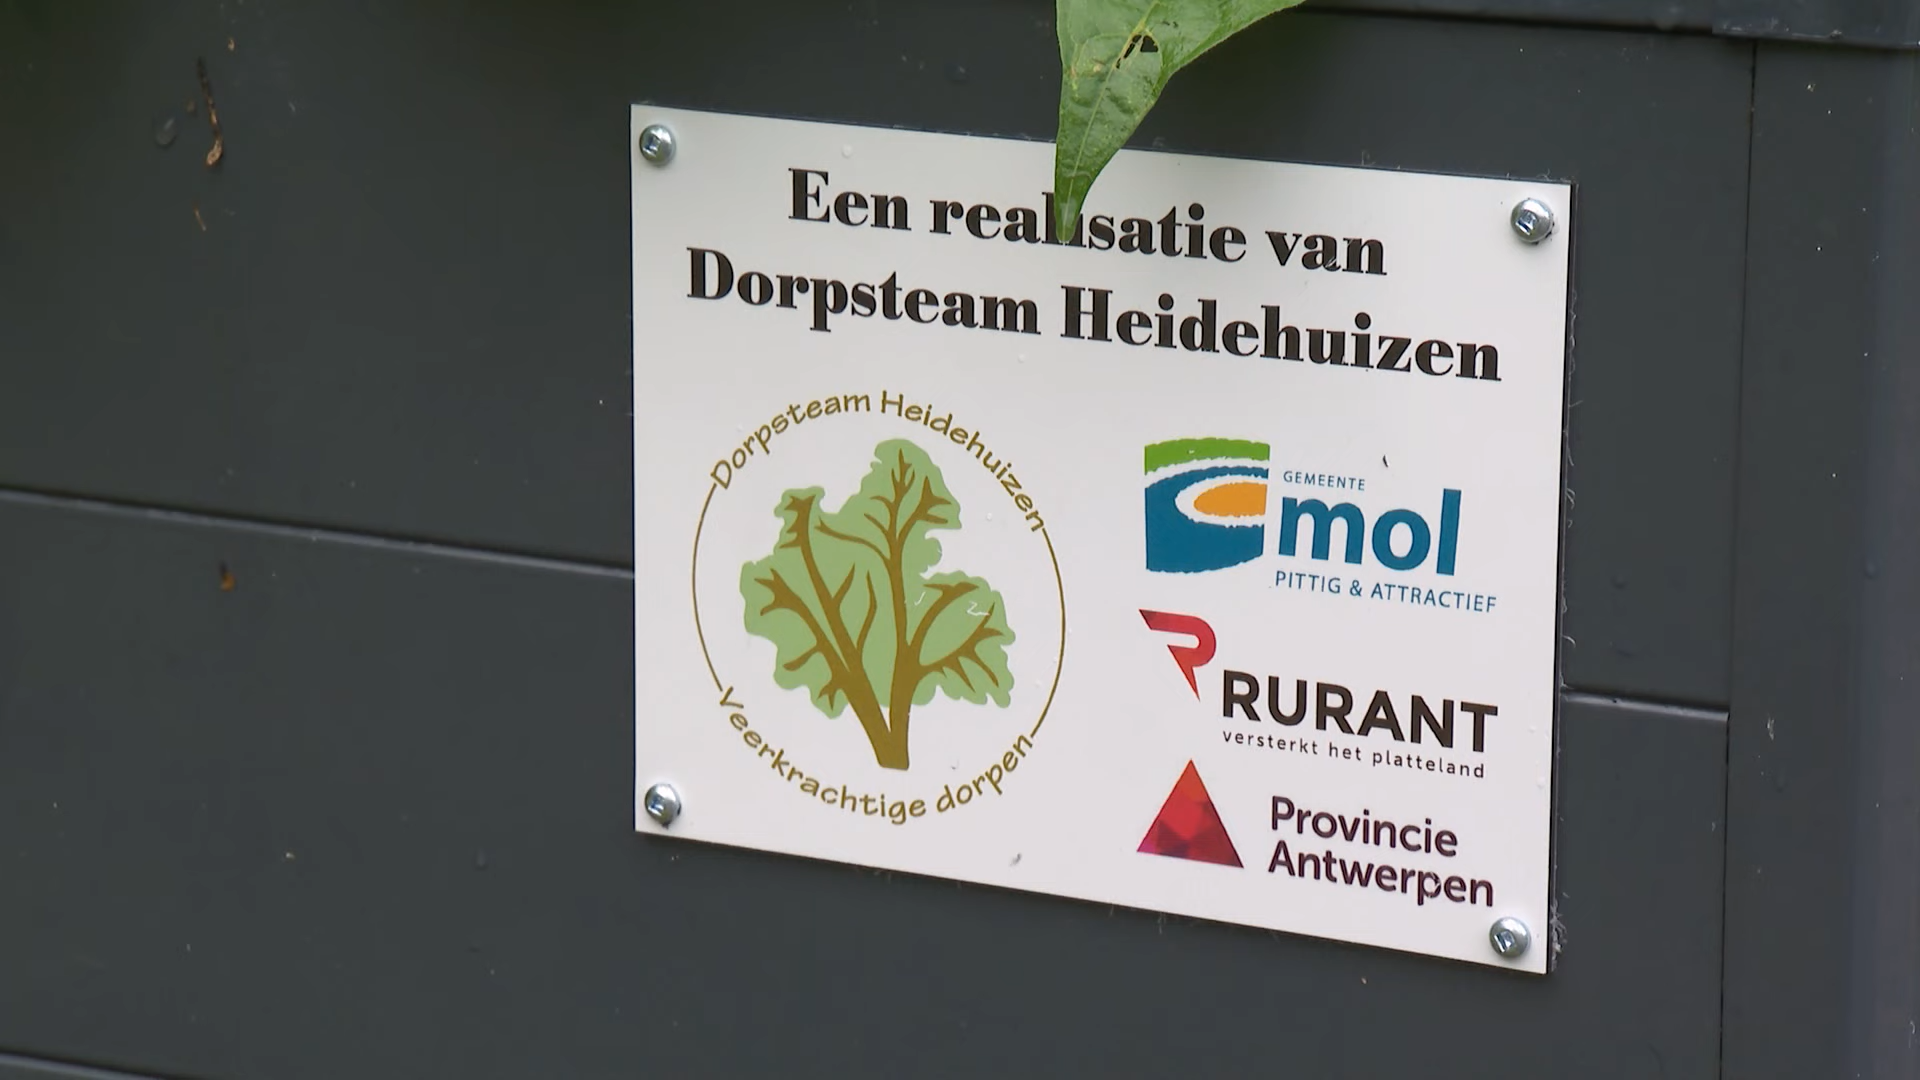 Een realisatie van
Dorpsteam Heidehuizen
Dorpsteam Heidehuizen
Veerkrachtige dorpen
GEMEENTE
mol
PITTIG & ATTRACTIEF
RURANT
versterkt het platteland
Provincie
Antwerpen